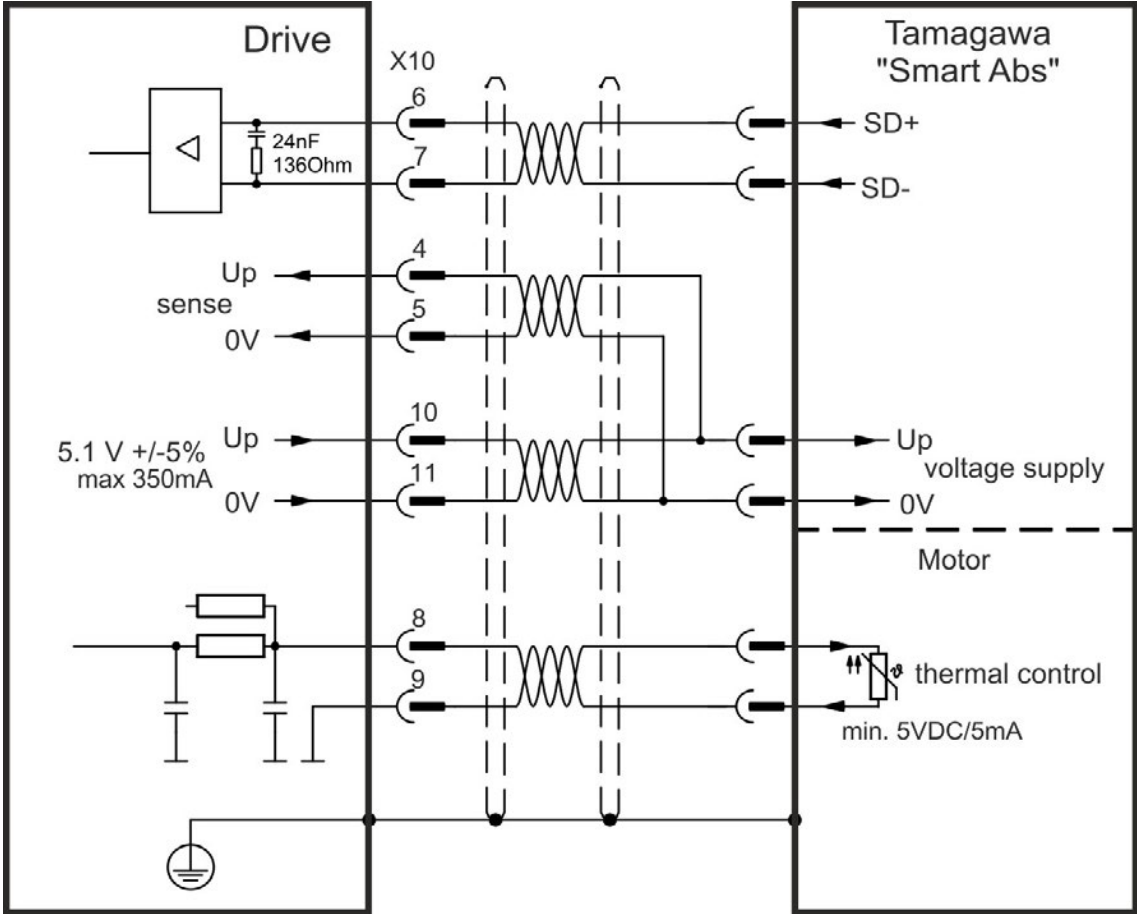 Drive
X10
Tamagawa
"Smart Abs"
6
SD+
24nF
136Ohm
7
SD-
4
Up
sense
5
0V
10
5.1 V +/-5%
max 350mA
Up
Up
voltage supply
11
0V
0V
Motor
8
9
ϑ
thermal control
min. 5VDC/5mA